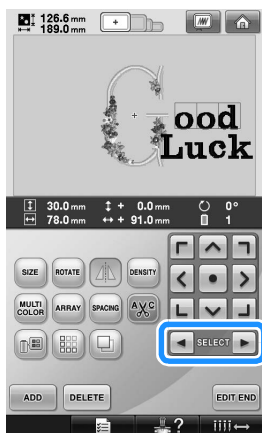 126.6 mm
189.0 mm
Good
Luck
30.0 mm + 0.0 mm 0°
78.0 mm + 91.0 mm 1
SIZE ROTATE DENSITY
MULTI COLOR ARRAY SPACING A C
SELECT
ADD DELETE EDIT END
?